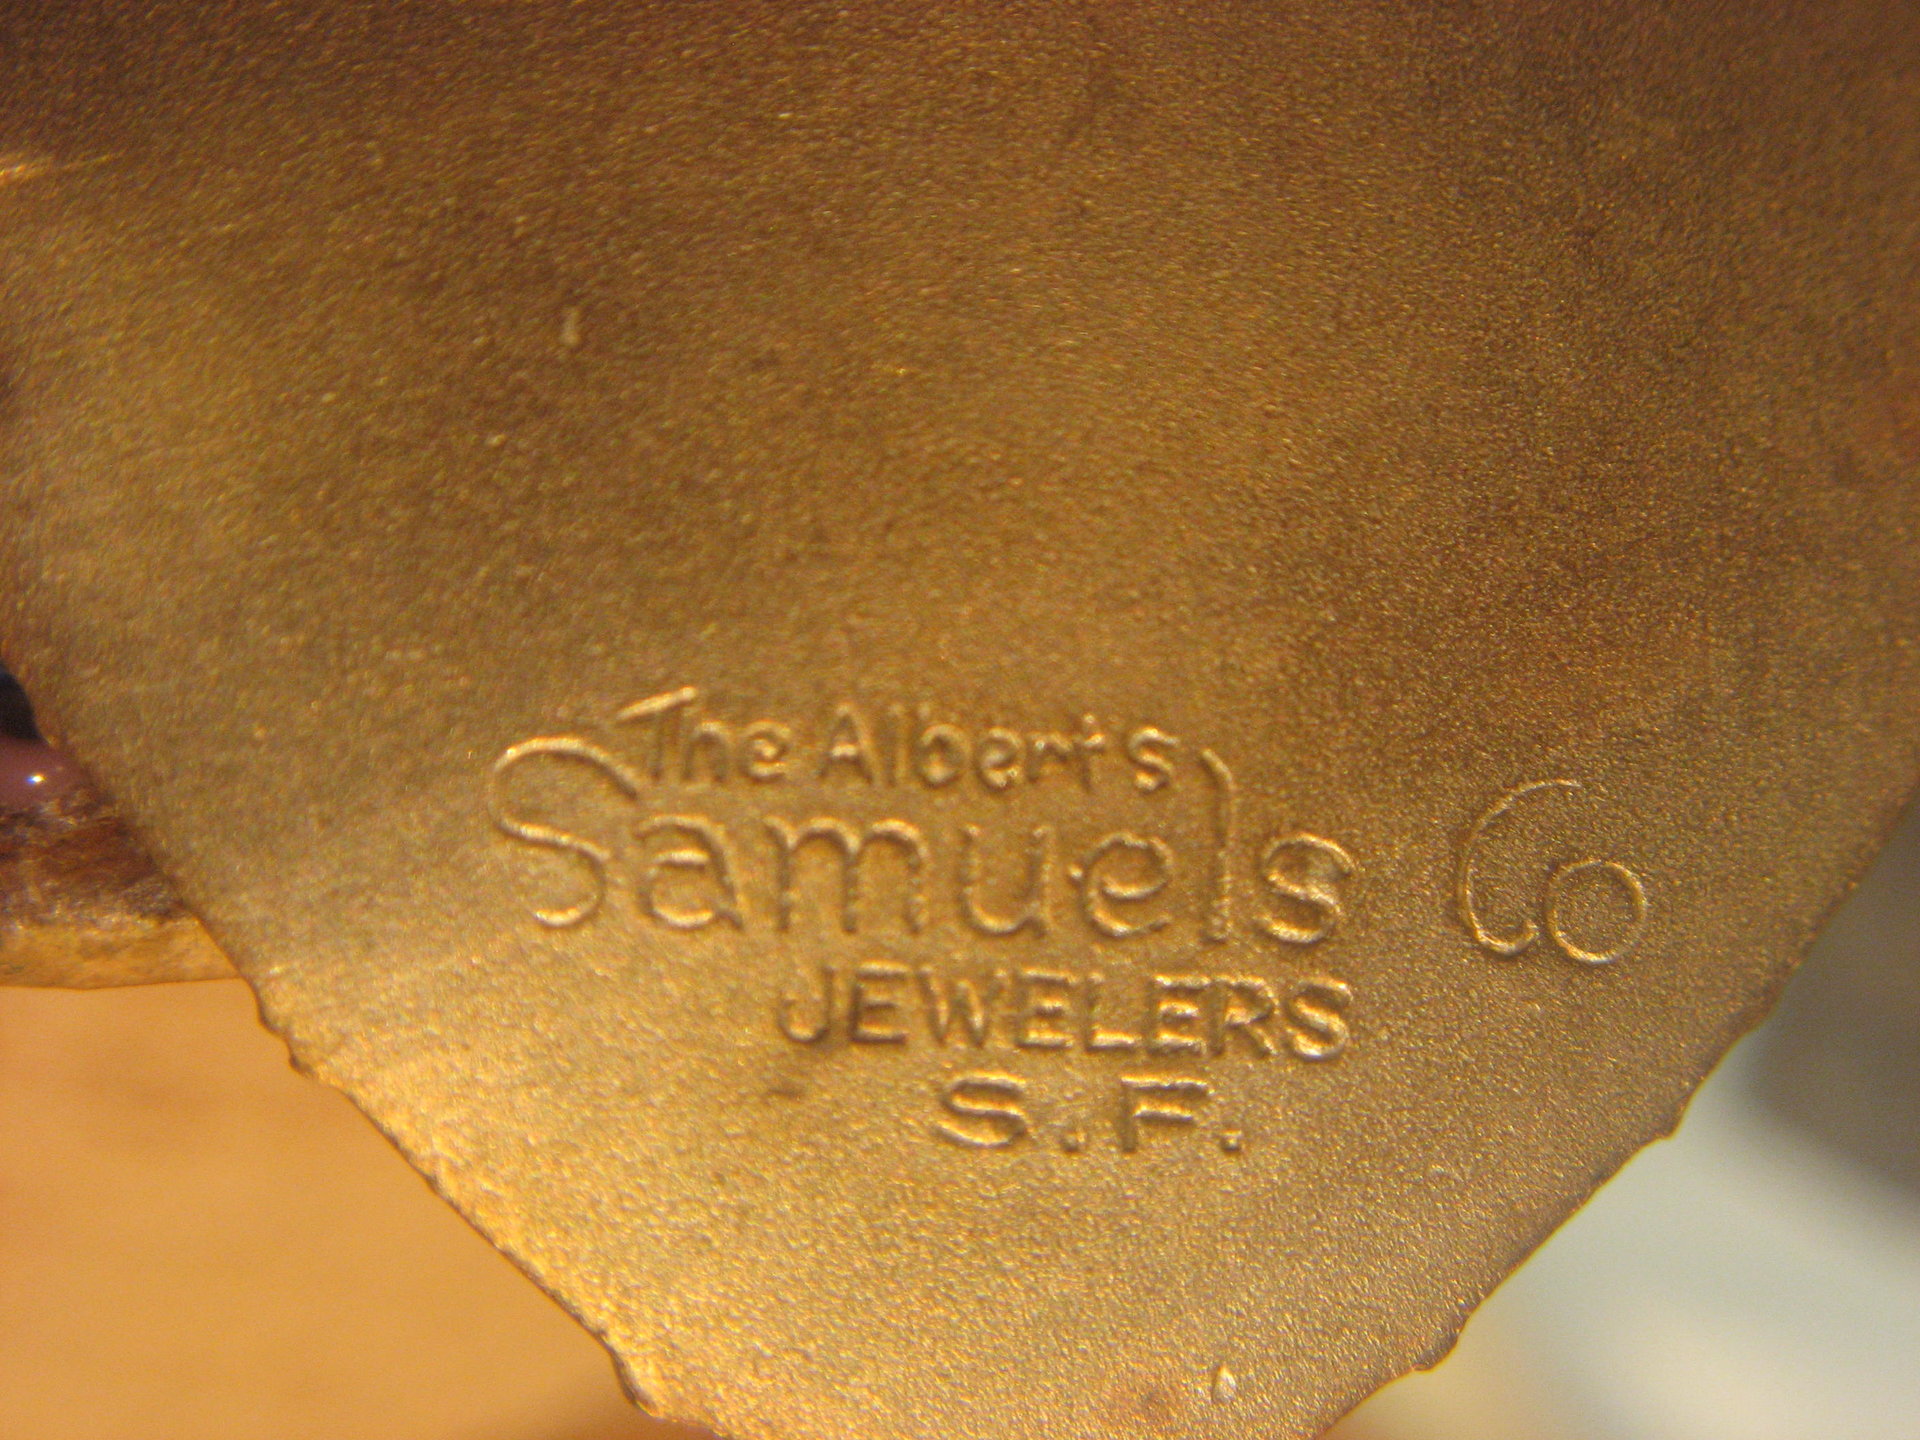 The Albert S
Samuels Co
JEWELERS
S.F.